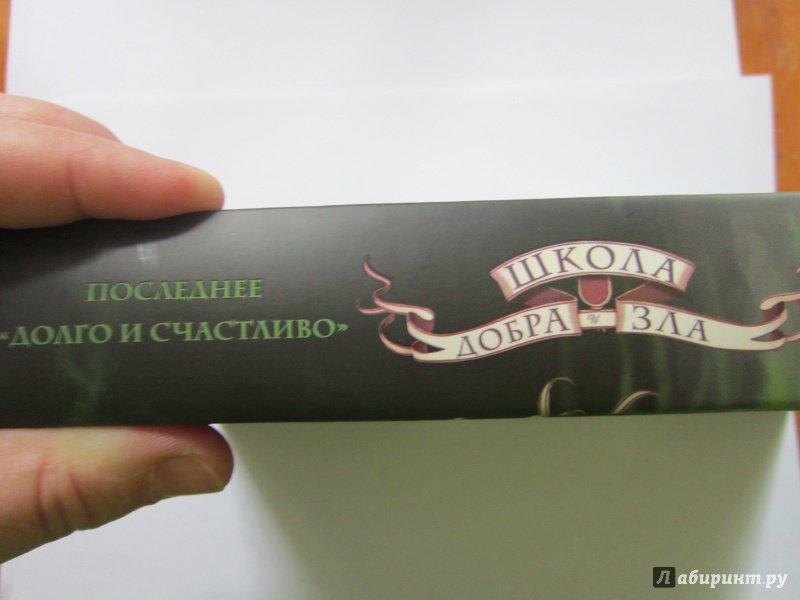 ПОСЛЕДНЕЕ
«ДОЛГО И СЧАСТЛИВО»
ШКОЛА
ДОБРА и ЗЛА
Лабиринт.ру